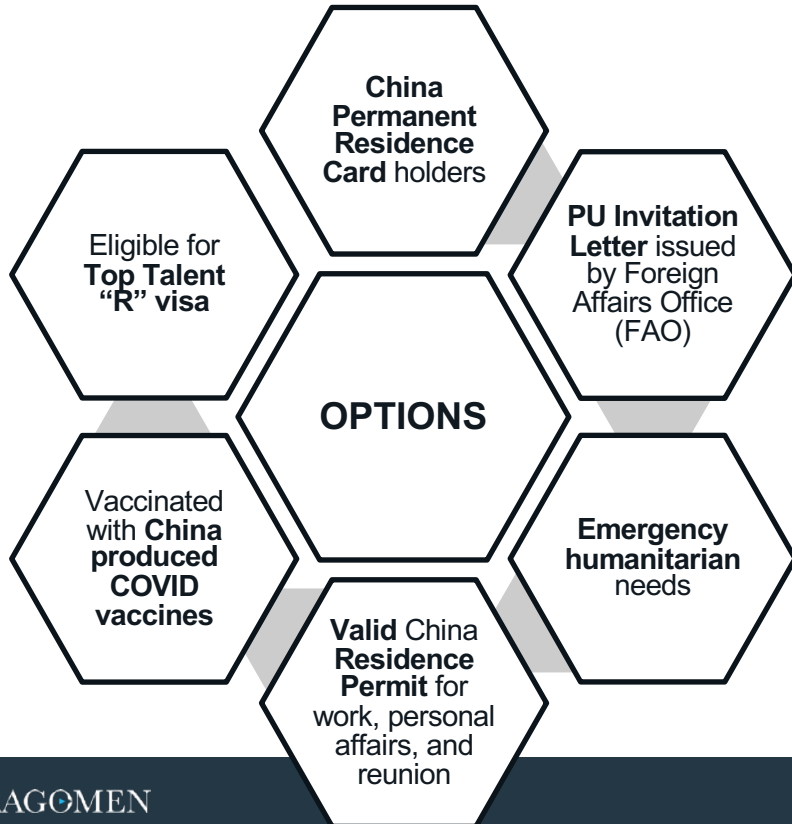 China
Permanent
Residence
Card holders
PU Invitation
Letter issued
by Foreign
Affairs Office
(FAO)
Eligible for
Top Talent
“R” visa
OPTIONS
Vaccinated
with China
produced
COVID
vaccines
Emergency
humanitarian
needs
Valid China
Residence
Permit for
work, personal
affairs, and
reunion
AGOMEN